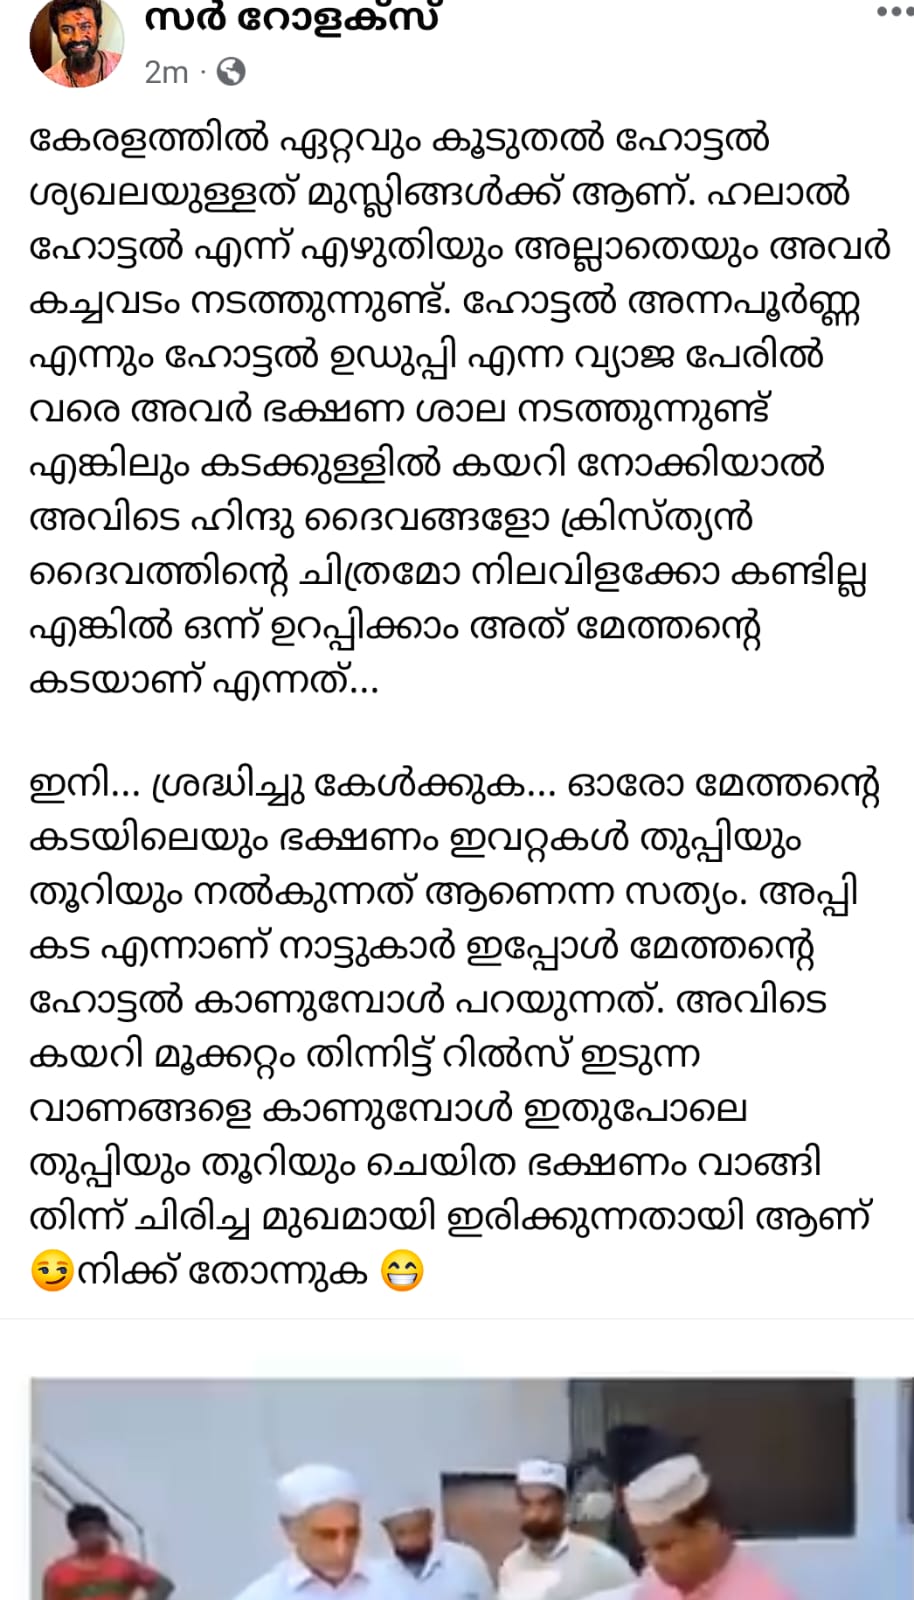 സർ റോളക്സ്
2m ·
കേരളത്തിൽ ഏറ്റവും കൂടുതൽ ഹോട്ടൽ
ശ്യഖലയുള്ളത് മുസ്ലിങ്ങൾക്ക് ആണ്. ഹലാൽ
ഹോട്ടൽ എന്ന് എഴുതിയും അല്ലാതെയും അവർ
കച്ചവടം നടത്തുന്നുണ്ട്. ഹോട്ടൽ അന്നപൂർണ്ണ
എന്നും ഹോട്ടൽ ഉഡുപ്പി എന്ന വ്യാജ പേരിൽ
വരെ അവർ ഭക്ഷണ ശാല നടത്തുന്നുണ്ട്
എങ്കിലും കടക്കുള്ളിൽ കയറി നോക്കിയാൽ
അവിടെ ഹിന്ദു ദൈവങ്ങളോ ക്രിസ്ത്യൻ
ദൈവത്തിന്റെ ചിത്രമോ നിലവിളക്കോ കണ്ടില്ല
എങ്കിൽ ഒന്ന് ഉറപ്പിക്കാം അത് മേത്തന്റെ
കടയാണ് എന്നത്...
ഇനി... ശ്രദ്ധിച്ചു കേൾക്കുക... ഓരോ മേത്തന്റെ
കടയിലെയും ഭക്ഷണം ഇവറ്റകൾ തുപ്പിയും
തൂറിയും നൽകുന്നത് ആണെന്ന സത്യം. അപ്പി
കട എന്നാണ് നാട്ടുകാർ ഇപ്പോൾ മേത്തന്റെ
ഹോട്ടൽ കാണുമ്പോൾ പറയുന്നത്. അവിടെ
കയറി മൂക്കറ്റം തിന്നിട്ട് റിൽസ് ഇടുന്ന
വാണങ്ങളെ കാണുമ്പോൾ ഇതുപോലെ
തുപ്പിയും തൂറിയും ചെയിത ഭക്ഷണം വാങ്ങി
തിന്ന് ചിരിച്ച മുഖമായി ഇരിക്കുന്നതായി ആണ്
😏നിക്ക് തോന്നുക 😁